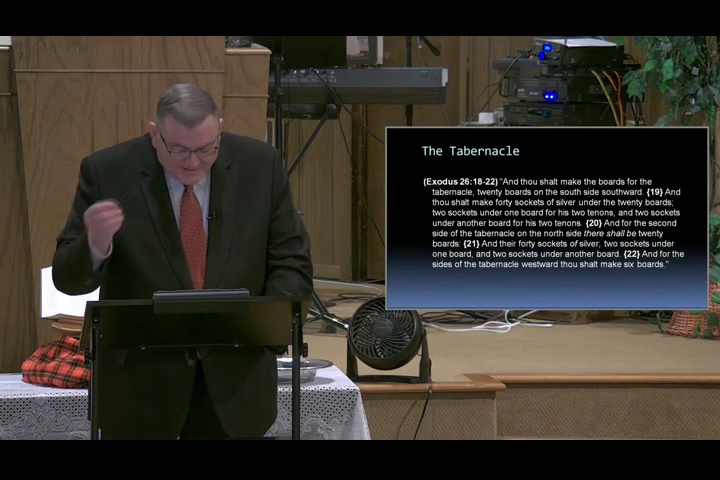 The Tabernacle
(Exodus 26:18-22) "And thou shalt make the boards for the
tabernacle, twenty boards on the south side southward. {19} And
thou shalt make forty sockets of silver under the twenty boards;
two sockets under one board for his two tenons, and two sockets
under another board for his two tenons. {20} And for the second
side of the tabernacle on the north side there shall be twenty
boards: {21} And their forty sockets of silver; two sockets under
one board, and two sockets under another board. {22} And for the
sides of the tabernacle westward thou shalt make six boards."